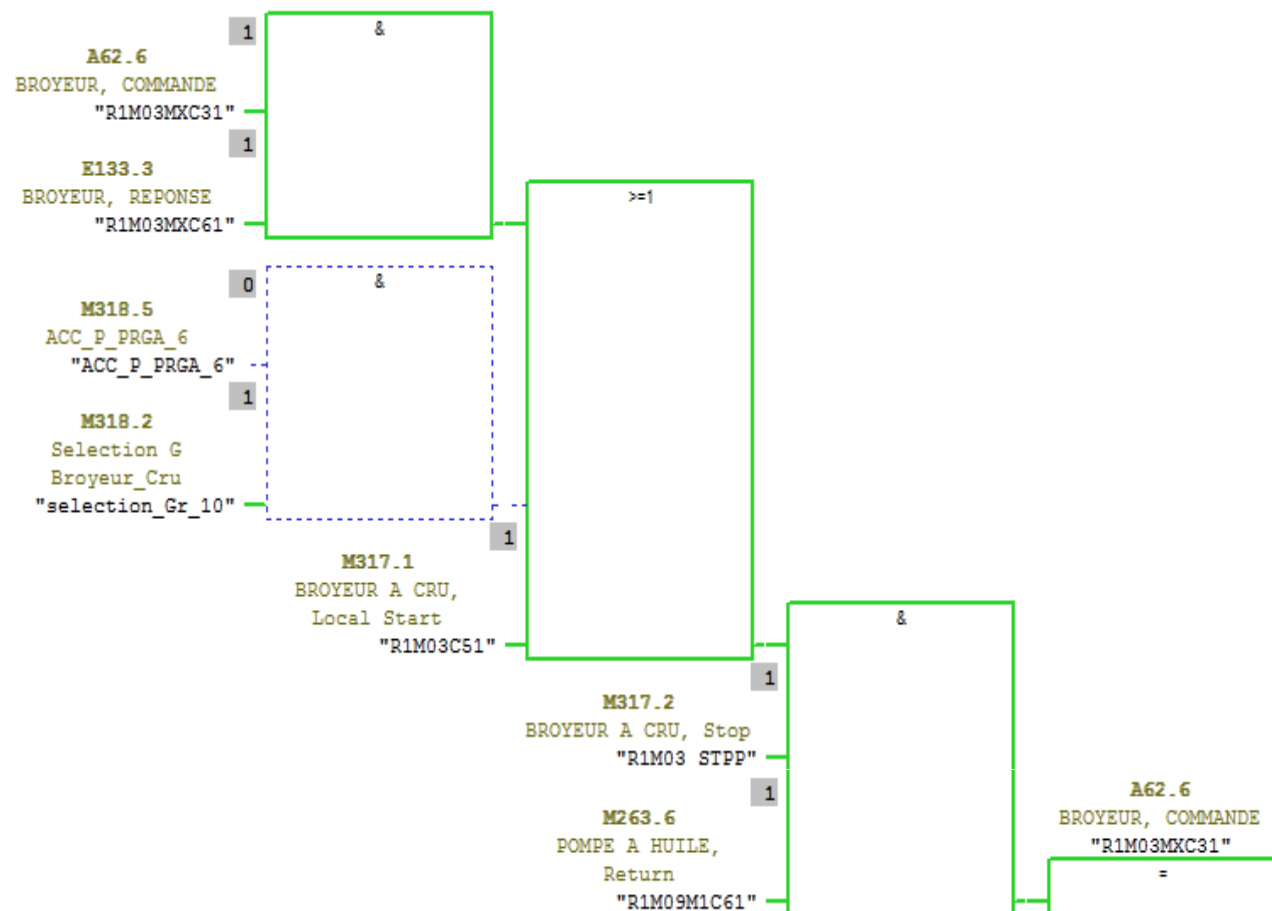 1
&
A62.6
BROYEUR, COMMANDE
"R1M03MXC31"
1
E133.3
BROYEUR, REPONSE
"R1M03MXC61"
>=1
0
&
M318.5
ACC_P_PRGA_6
"ACC_P_PRGA_6"
1
M318.2
Selection G
Broyeur_Cru
"selection_Gr_10"
1
M317.1
BROYEUR A CRU,
Local Start
"R1M03C51"
&
1
M317.2
BROYEUR A CRU, Stop
"R1M03 STPP"
1
M263.6
POMPE A HUILE,
Return
"R1M09M1C61"
A62.6
BROYEUR, COMMANDE
"R1M03MXC31"
=